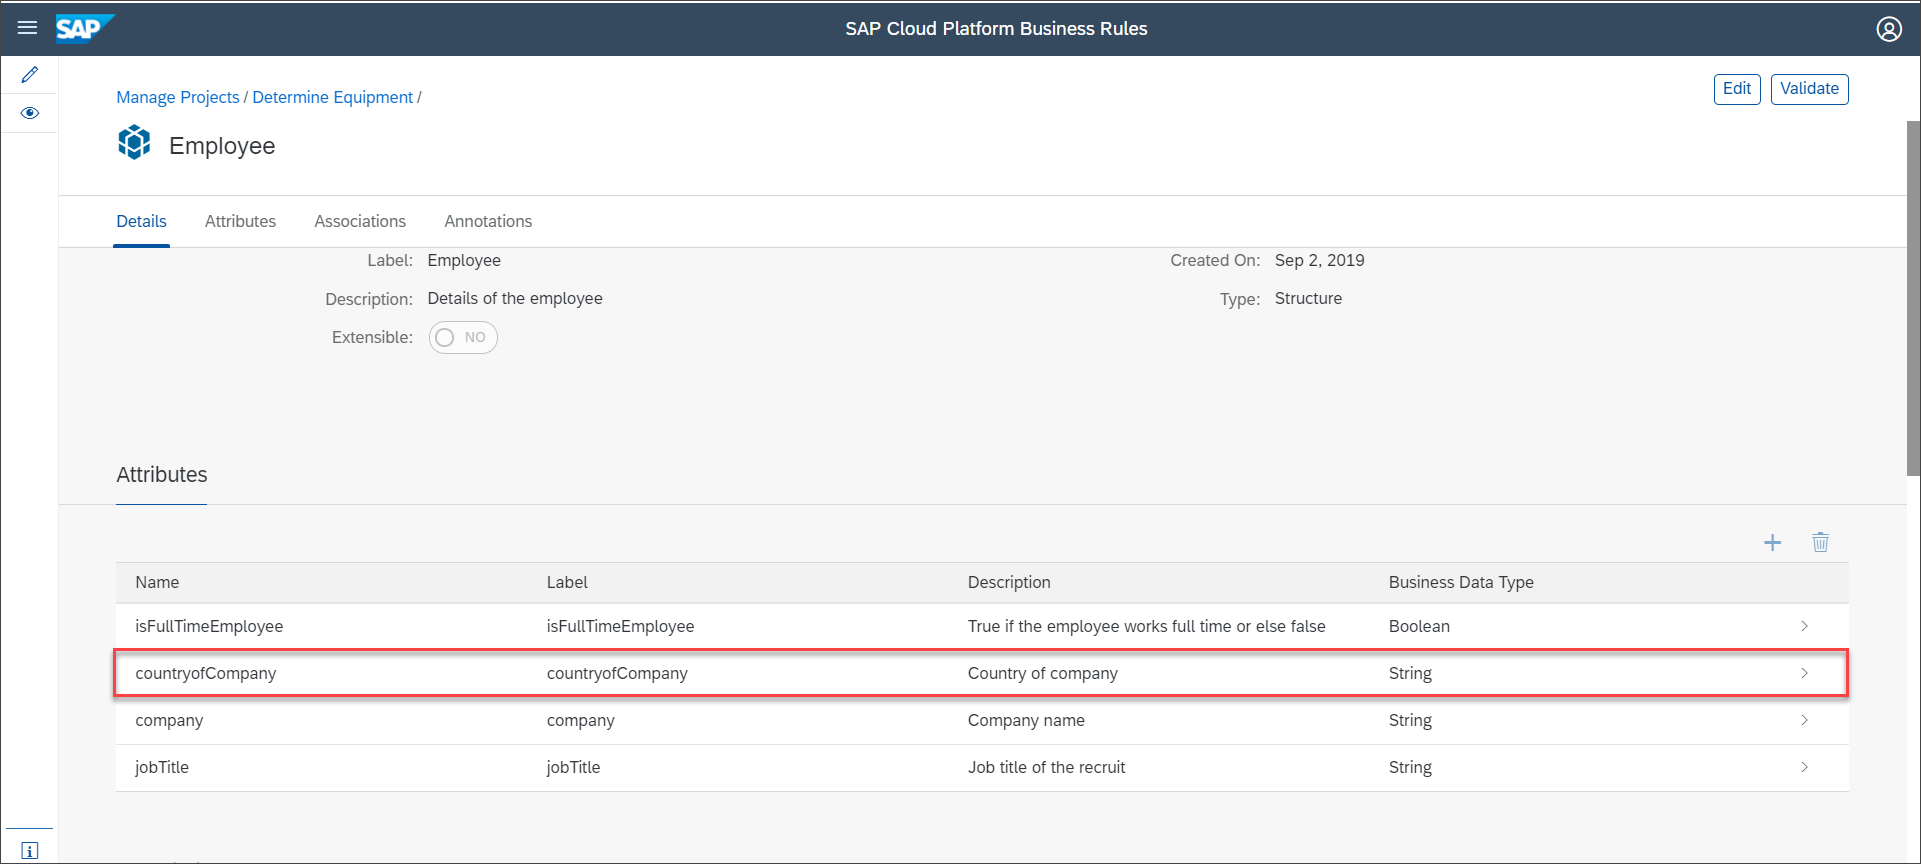 SAP SAP Cloud Platform Business Rules
Manage Projects / Determine Equipment /
Edit Validate
Employee
Details Attributes Associations Annotations
Label: Employee Created On: Sep 2, 2019
Description: Details of the employee Type: Structure
Extensible: NO
Attributes
Name Label Description Business Data Type
isFullTimeEmployee isFullTimeEmployee True if the employee works full time or else false Boolean
countryofCompany countryofCompany Country of company String
company company Company name String
jobTitle jobTitle Job title of the recruit String